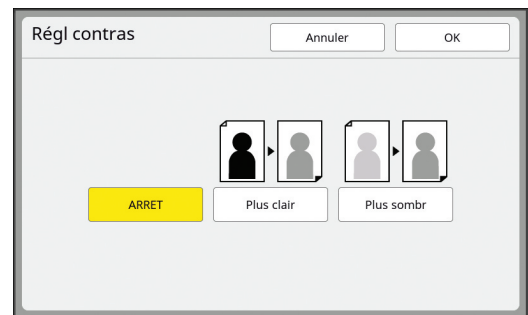 Régl contras
Annuler
OK
ARRET
Plus clair
Plus sombr